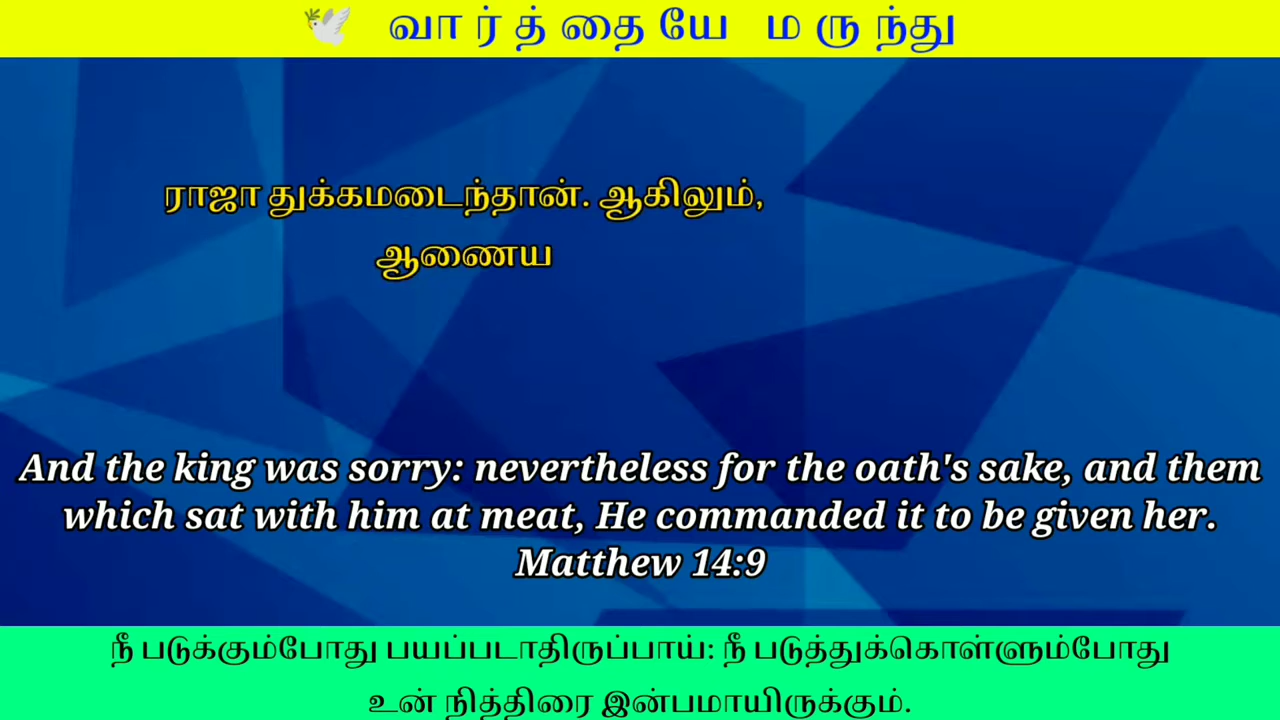 🕊️ வார்த்தையே மருந்து
ராஜா துக்கமடைந்தான். ஆகிலும்,
ஆணைய
And the king was sorry: nevertheless for the oath's sake, and them
which sat with him at meat, He commanded it to be given her.
Matthew 14:9
நீ படுக்கும்போது பயப்படாதிருப்பாய்: நீ படுத்துக்கொள்ளும்போது
உன் நித்திரை இன்பமாயிருக்கும்.